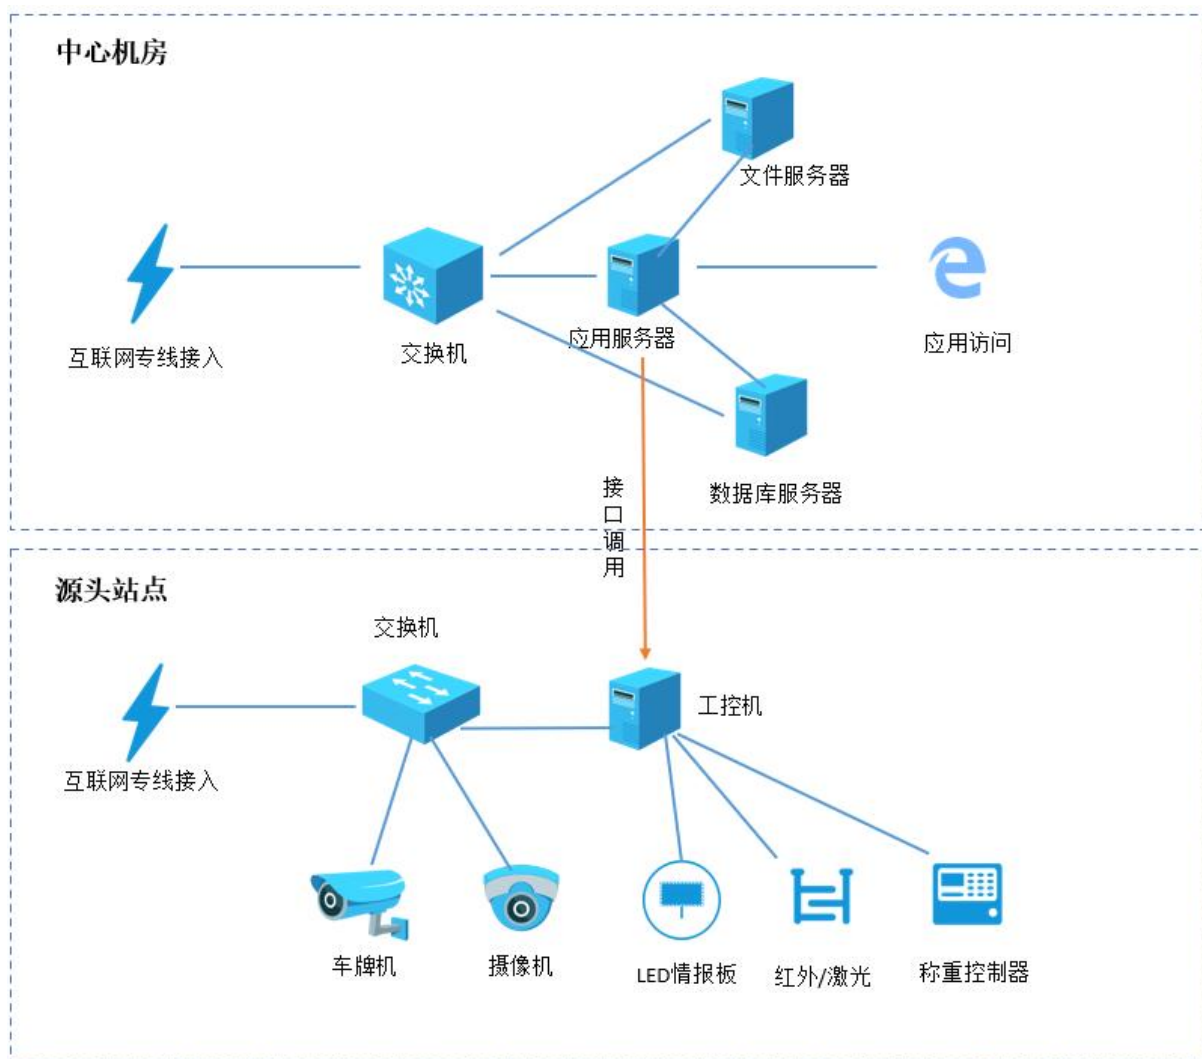 中心机房
文件服务器
互联网专线接入
交换机
应用服务器
应用访问
数据库服务器
接口调用
源头站点
交换机
工控机
互联网专线接入
车牌机
摄像机
LED情报板
红外/激光
称重控制器